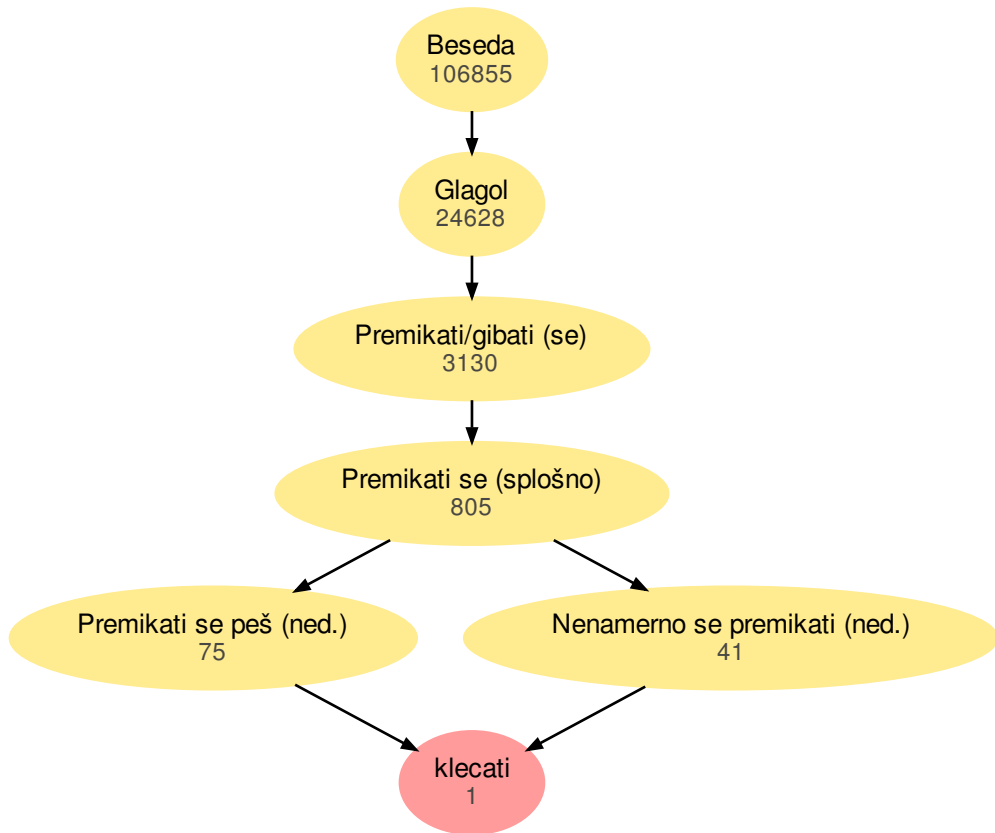 Beseda
106855
Glagol
24628
Premikati/gibati (se)
3130
Premikati se (splošno)
805
Premikati se peš (ned.)
75
Nenamerno se premikati (ned.)
41
klecati
1